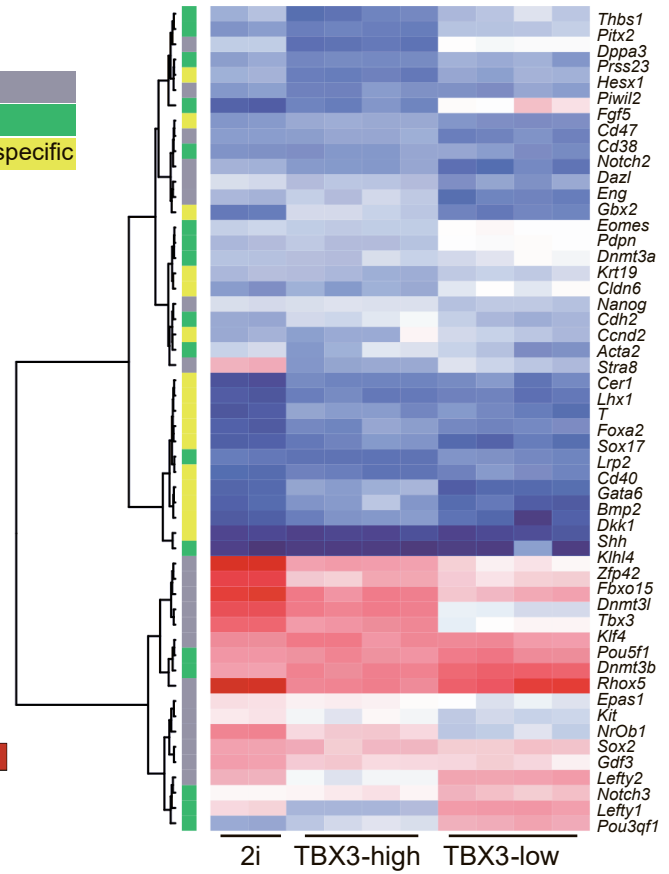 specific
Thbs1
Pitx2
Dppa3
Prss23
Hesx1
Piwil2
Fgf5
Cd47
Cd38
Notch2
Dazl
Eng
Gbx2
Eomes
Pdpn
Dnmt3a
Krt19
Cldn6
Nanog
Cdh2
Ccnd2
Acta2
Stra8
Cer1
Lhx1
T
Foxa2
Sox17
Lrp2
Cd40
Gata6
Bmp2
Dkk1
Shh
Klhl4
Zfp42
Fbxo15
Dnmt3l
Tbx3
Klf4
Pou5f1
Dnmt3b
Rhox5
Epas1
Kit
NrOb1
Sox2
Gdf3
Lefty2
Notch3
Lefty1
Pou3qf1
2i TBX3-high TBX3-low